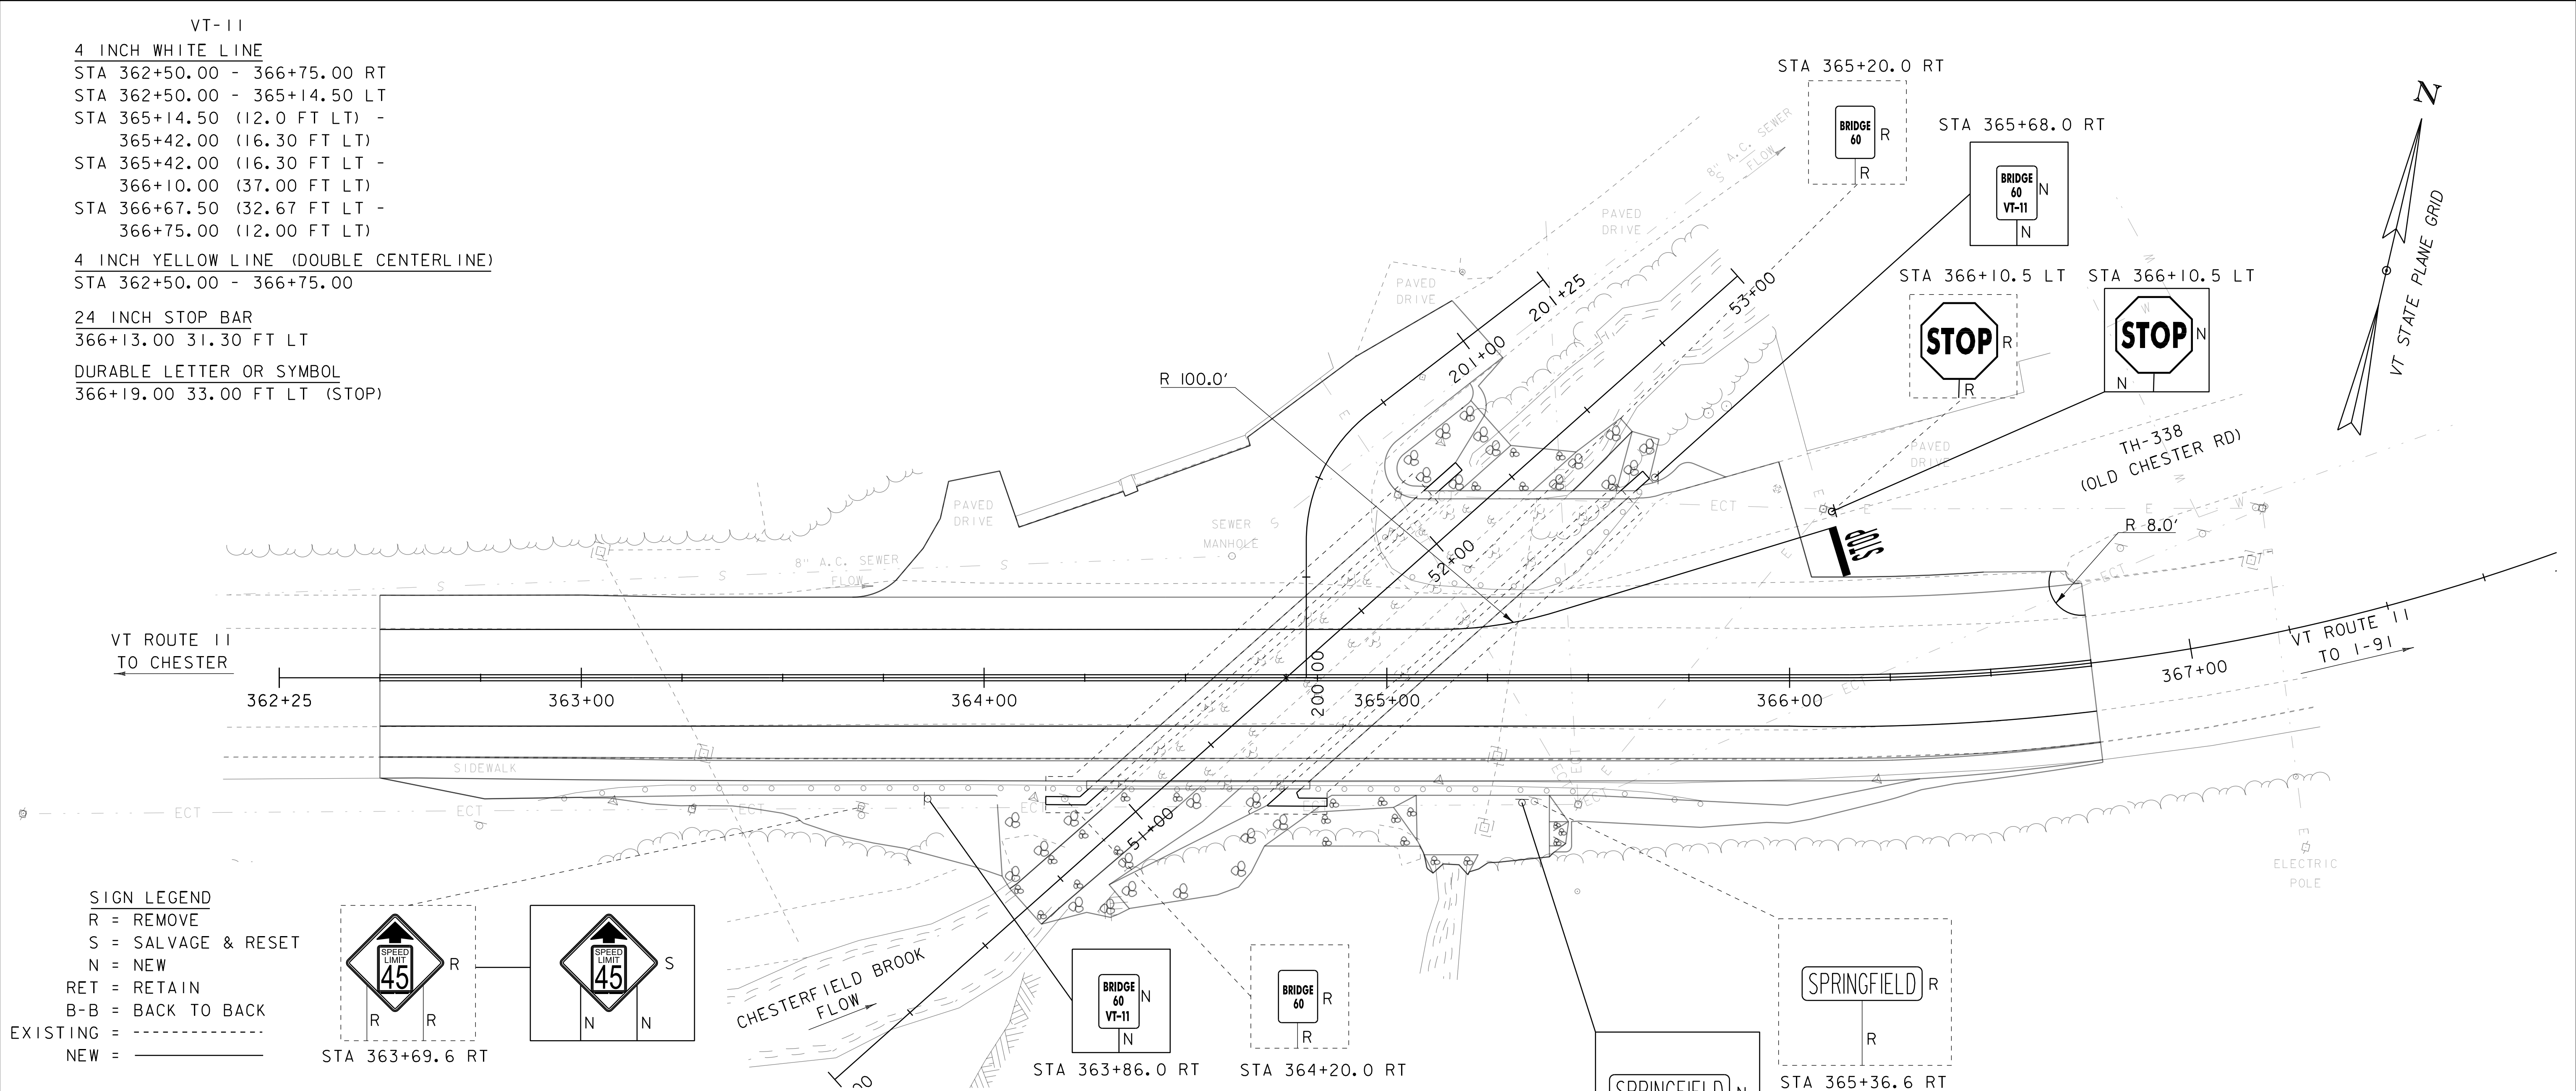 VT-11
4 INCH WHITE LINE
STA 362+50.00 - 366+75.00 RT
STA 362+50.00 - 365+14.50 LT
STA 365+14.50 (12.0 FT LT) -
365+42.00 (16.30 FT LT)
STA 365+42.00 (16.30 FT LT -
366+10.00 (37.00 FT LT)
STA 366+67.50 (32.67 FT LT -
366+75.00 (12.00 FT LT)
4 INCH YELLOW LINE (DOUBLE CENTERLINE)
STA 362+50.00 - 366+75.00
24 INCH STOP BAR
366+13.00 31.30 FT LT
DURABLE LETTER OR SYMBOL
366+19.00 33.00 FT LT (STOP)
STA 365+20.0 RT
BRIDGE
60
R
R
STA 365+68.0 RT
BRIDGE
60
VT-11
N
N
STA 366+10.5 LT
STOP
R
R
STA 366+10.5 LT
STOP
N
N
N
VT STATE PLANE GRID
8" A.C. SEWER
S
FLOW
PAVED
DRIVE
PAVED
DRIVE
201+25
201+00
53+00
R 100.0'
TH-338
(OLD CHESTER RD)
PAVED
DRIVE
W
W
W
M
E
E
E
E
E
ECT
STOP
R 8.0'
ECT
PAVED
DRIVE
SEWER
MANHOLE
S
8" A.C. SEWER
FLOW
S
S
S
52+00
VT ROUTE 11
TO CHESTER
VT ROUTE 11
TO I-91
362+25
363+00
364+00
200+00
365+00
366+00
367+00
ECT
SIDEWALK
ECT
ECT
ECT
ECT
ECT
ECT
ECT
E
51+00
E
ELECTRIC
POLE
SIGN LEGEND
R = REMOVE
S = SALVAGE & RESET
N = NEW
RET = RETAIN
B-B = BACK TO BACK
EXISTING =
NEW =
SPEED
LIMIT
45
R
R
R
STA 363+69.6 RT
SPEED
LIMIT
45
S
N
N
CHESTERFIELD BROOK
FLOW
BRIDGE
60
VT-11
N
N
STA 363+86.0 RT
BRIDGE
60
R
R
STA 364+20.0 RT
SPRINGFIELD
N
SPRINGFIELD
R
R
STA 365+36.6 RT